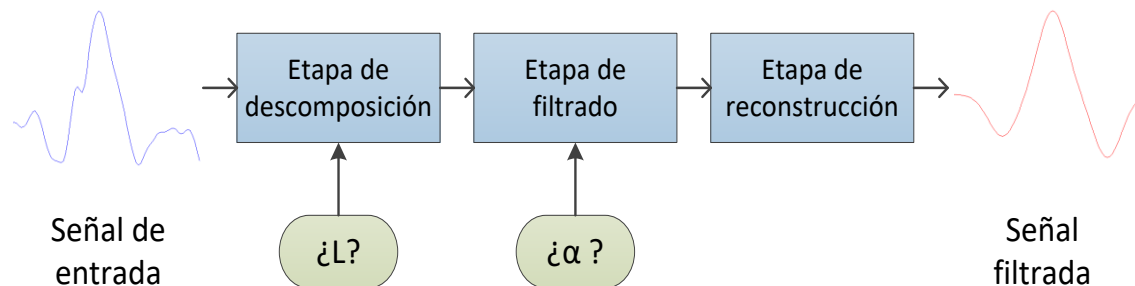 Etapa de
descomposición
Etapa de
filtrado
Etapa de
reconstrucción
Señal de
entrada
¿L?
¿α ?
Señal
filtrada